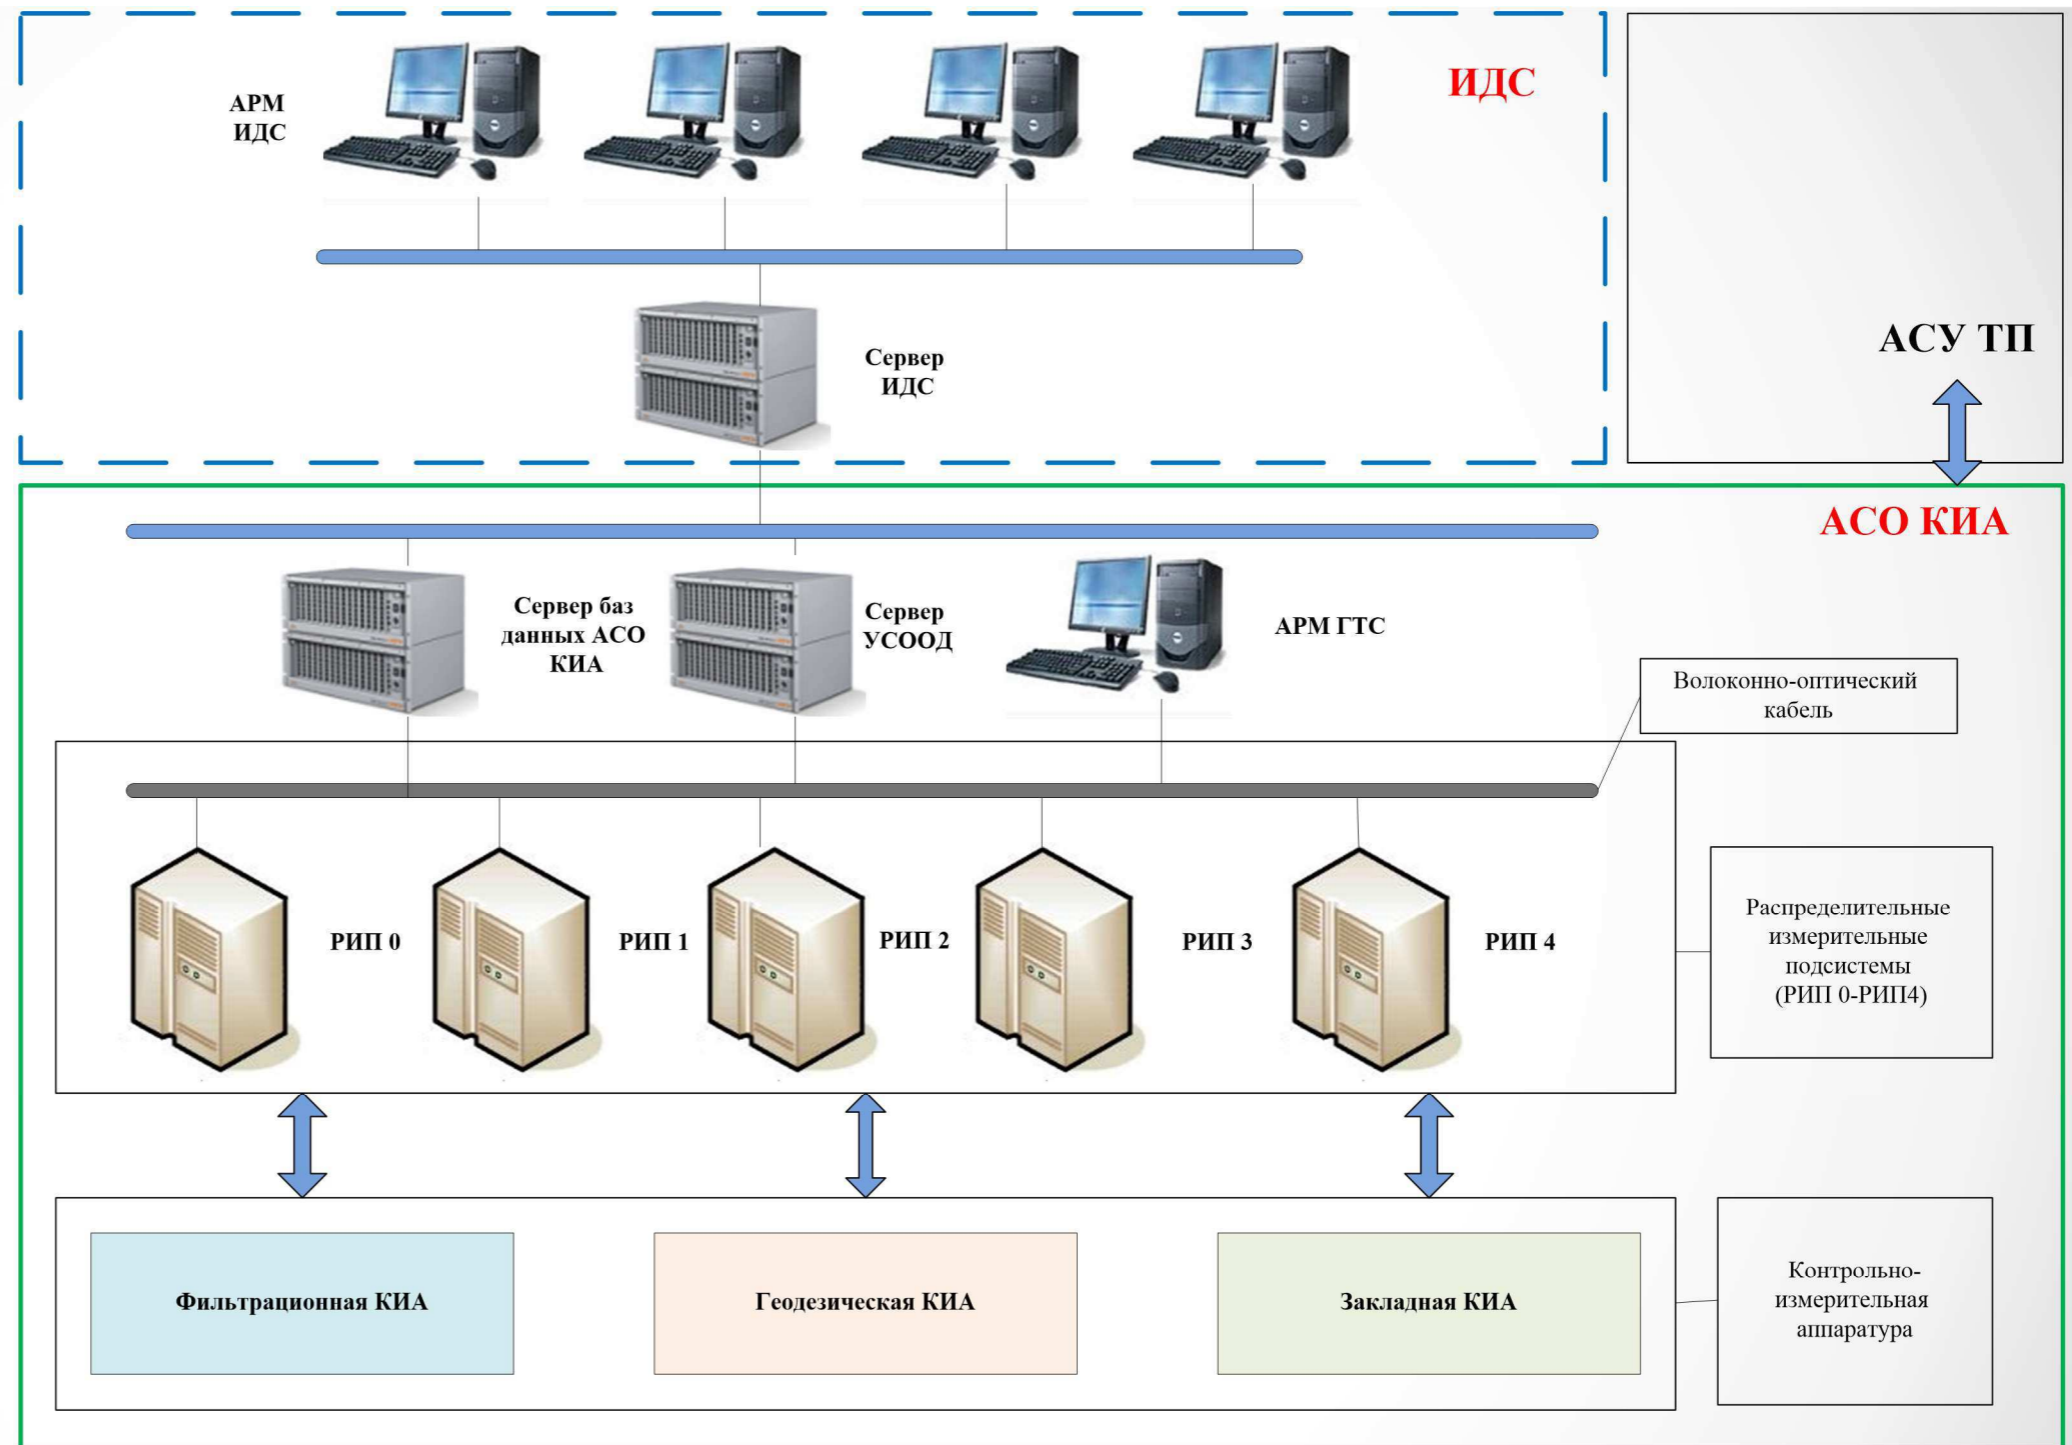 ИДС
АРМ
ИДС
Сервер
ИДС
АСУ ТП
АСО КИА
Сервер баз
данных АСО
КИА
Сервер
УСООД
АРМ ГТС
Волоконно-оптический
кабель
РИП 0
РИП 1
РИП 2
РИП 3
РИП 4
Распределительные
измерительные
подсистемы
(РИП 0-РИП4)
Фильтрационная КИА
Геодезическая КИА
Закладная КИА
Контрольно-
измерительная
аппаратура